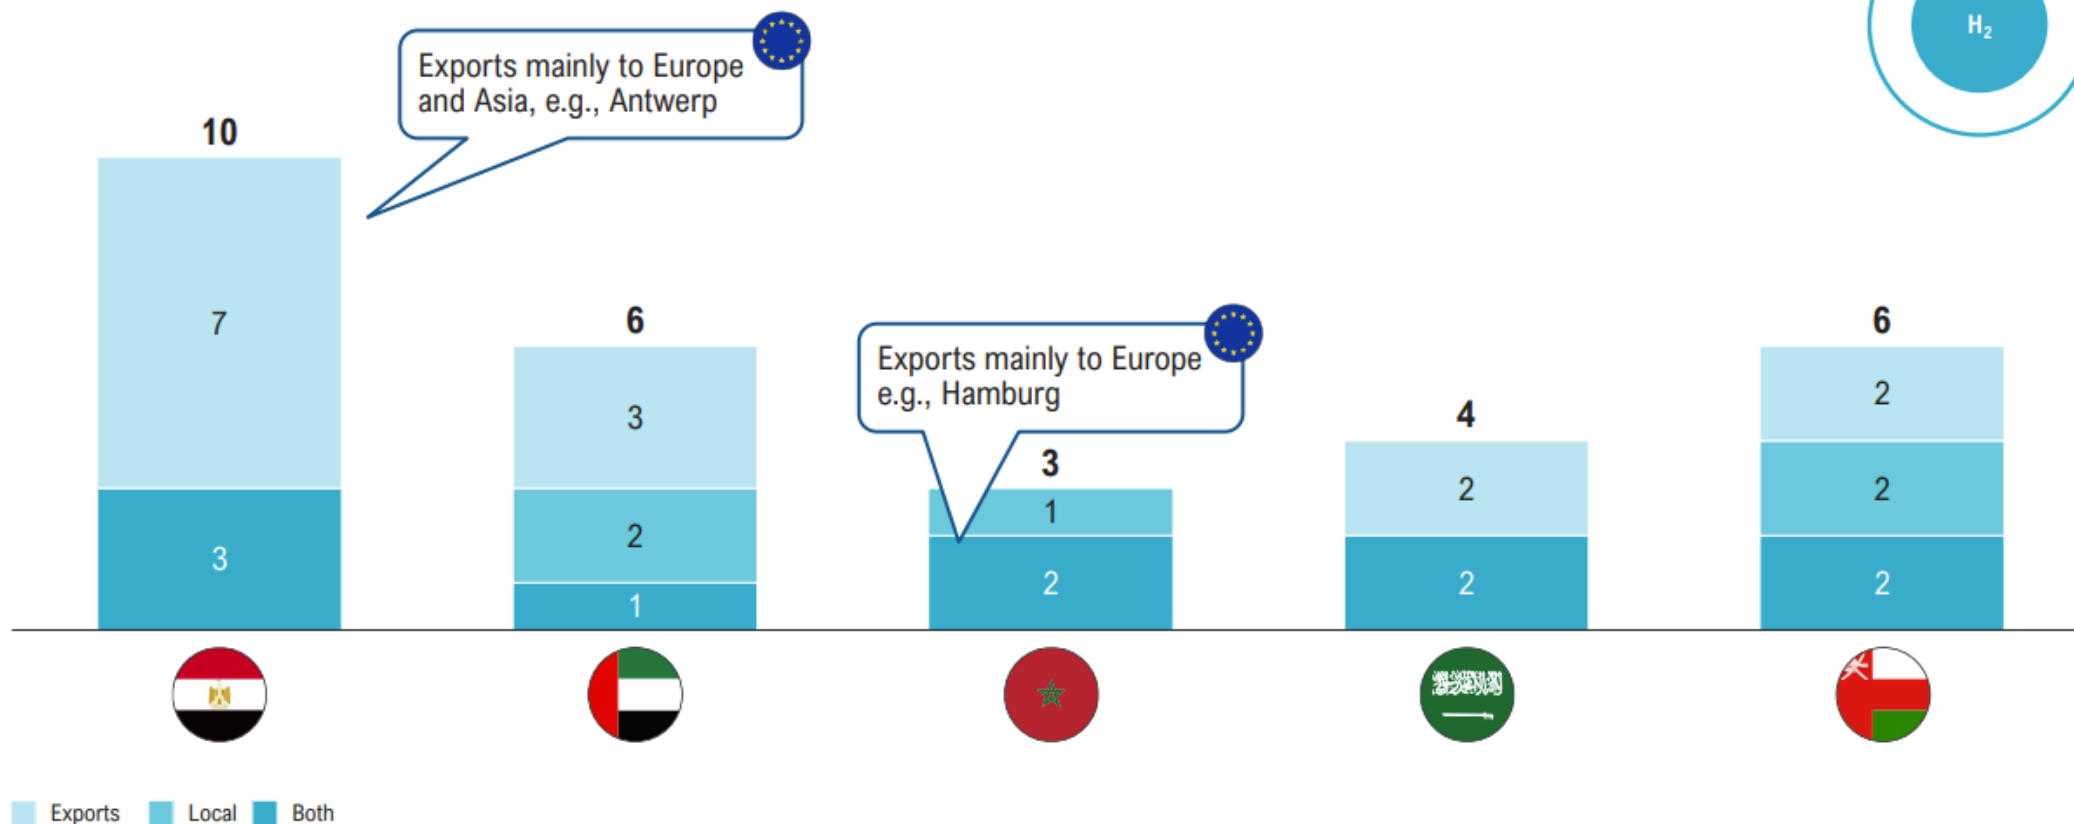 H₂
Exports mainly to Europe
and Asia, e.g., Antwerp
10
7
3
6
3
2
1
Exports mainly to Europe
e.g., Hamburg
3
1
2
4
2
2
6
2
2
2
Exports Local Both